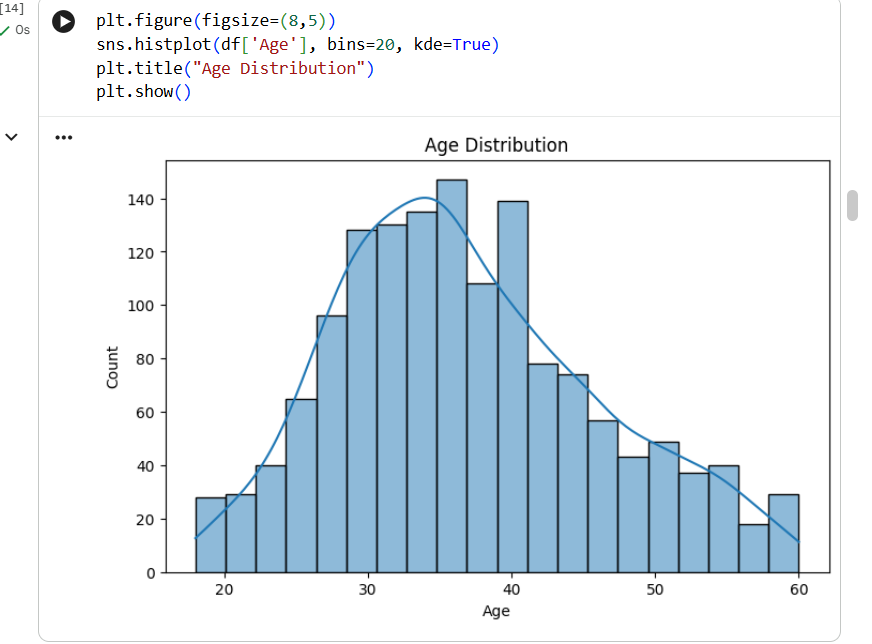 [14]
✓ 0s
plt.figure(figsize=(8,5))
sns.histplot(df['Age'], bins=20, kde=True)
plt.title("Age Distribution")
plt.show()
Age Distribution
140
120
100
80
60
40
20
0
Count
20 30 40 50 60
Age